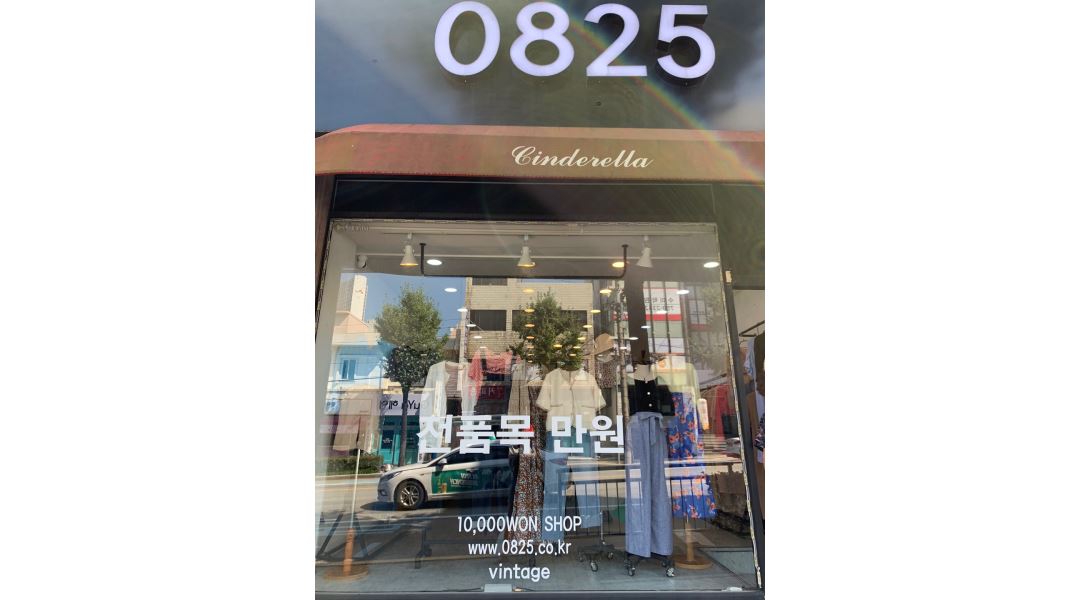 0825
Cinderella
전품목 만원
10,000WON SHOP
www.0825.co.kr
vintage